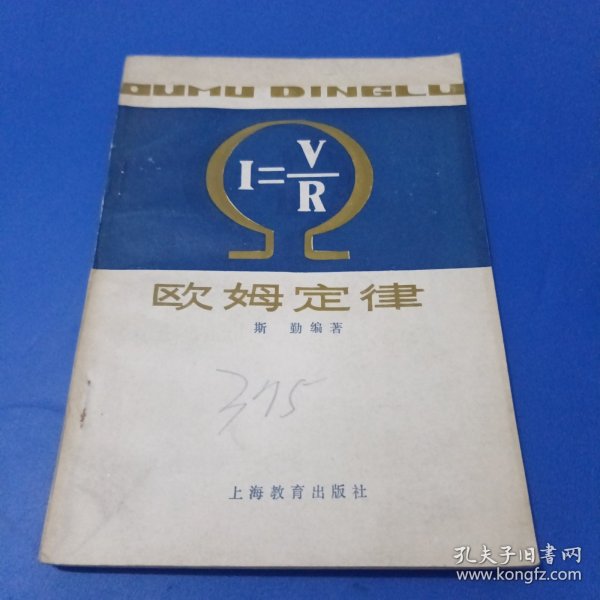 OUMU DINGLU
Ω
I=V/R
欧姆定律
斯 勤编著
375
上海教育出版社
孔夫子旧书网
www.kongfz.com